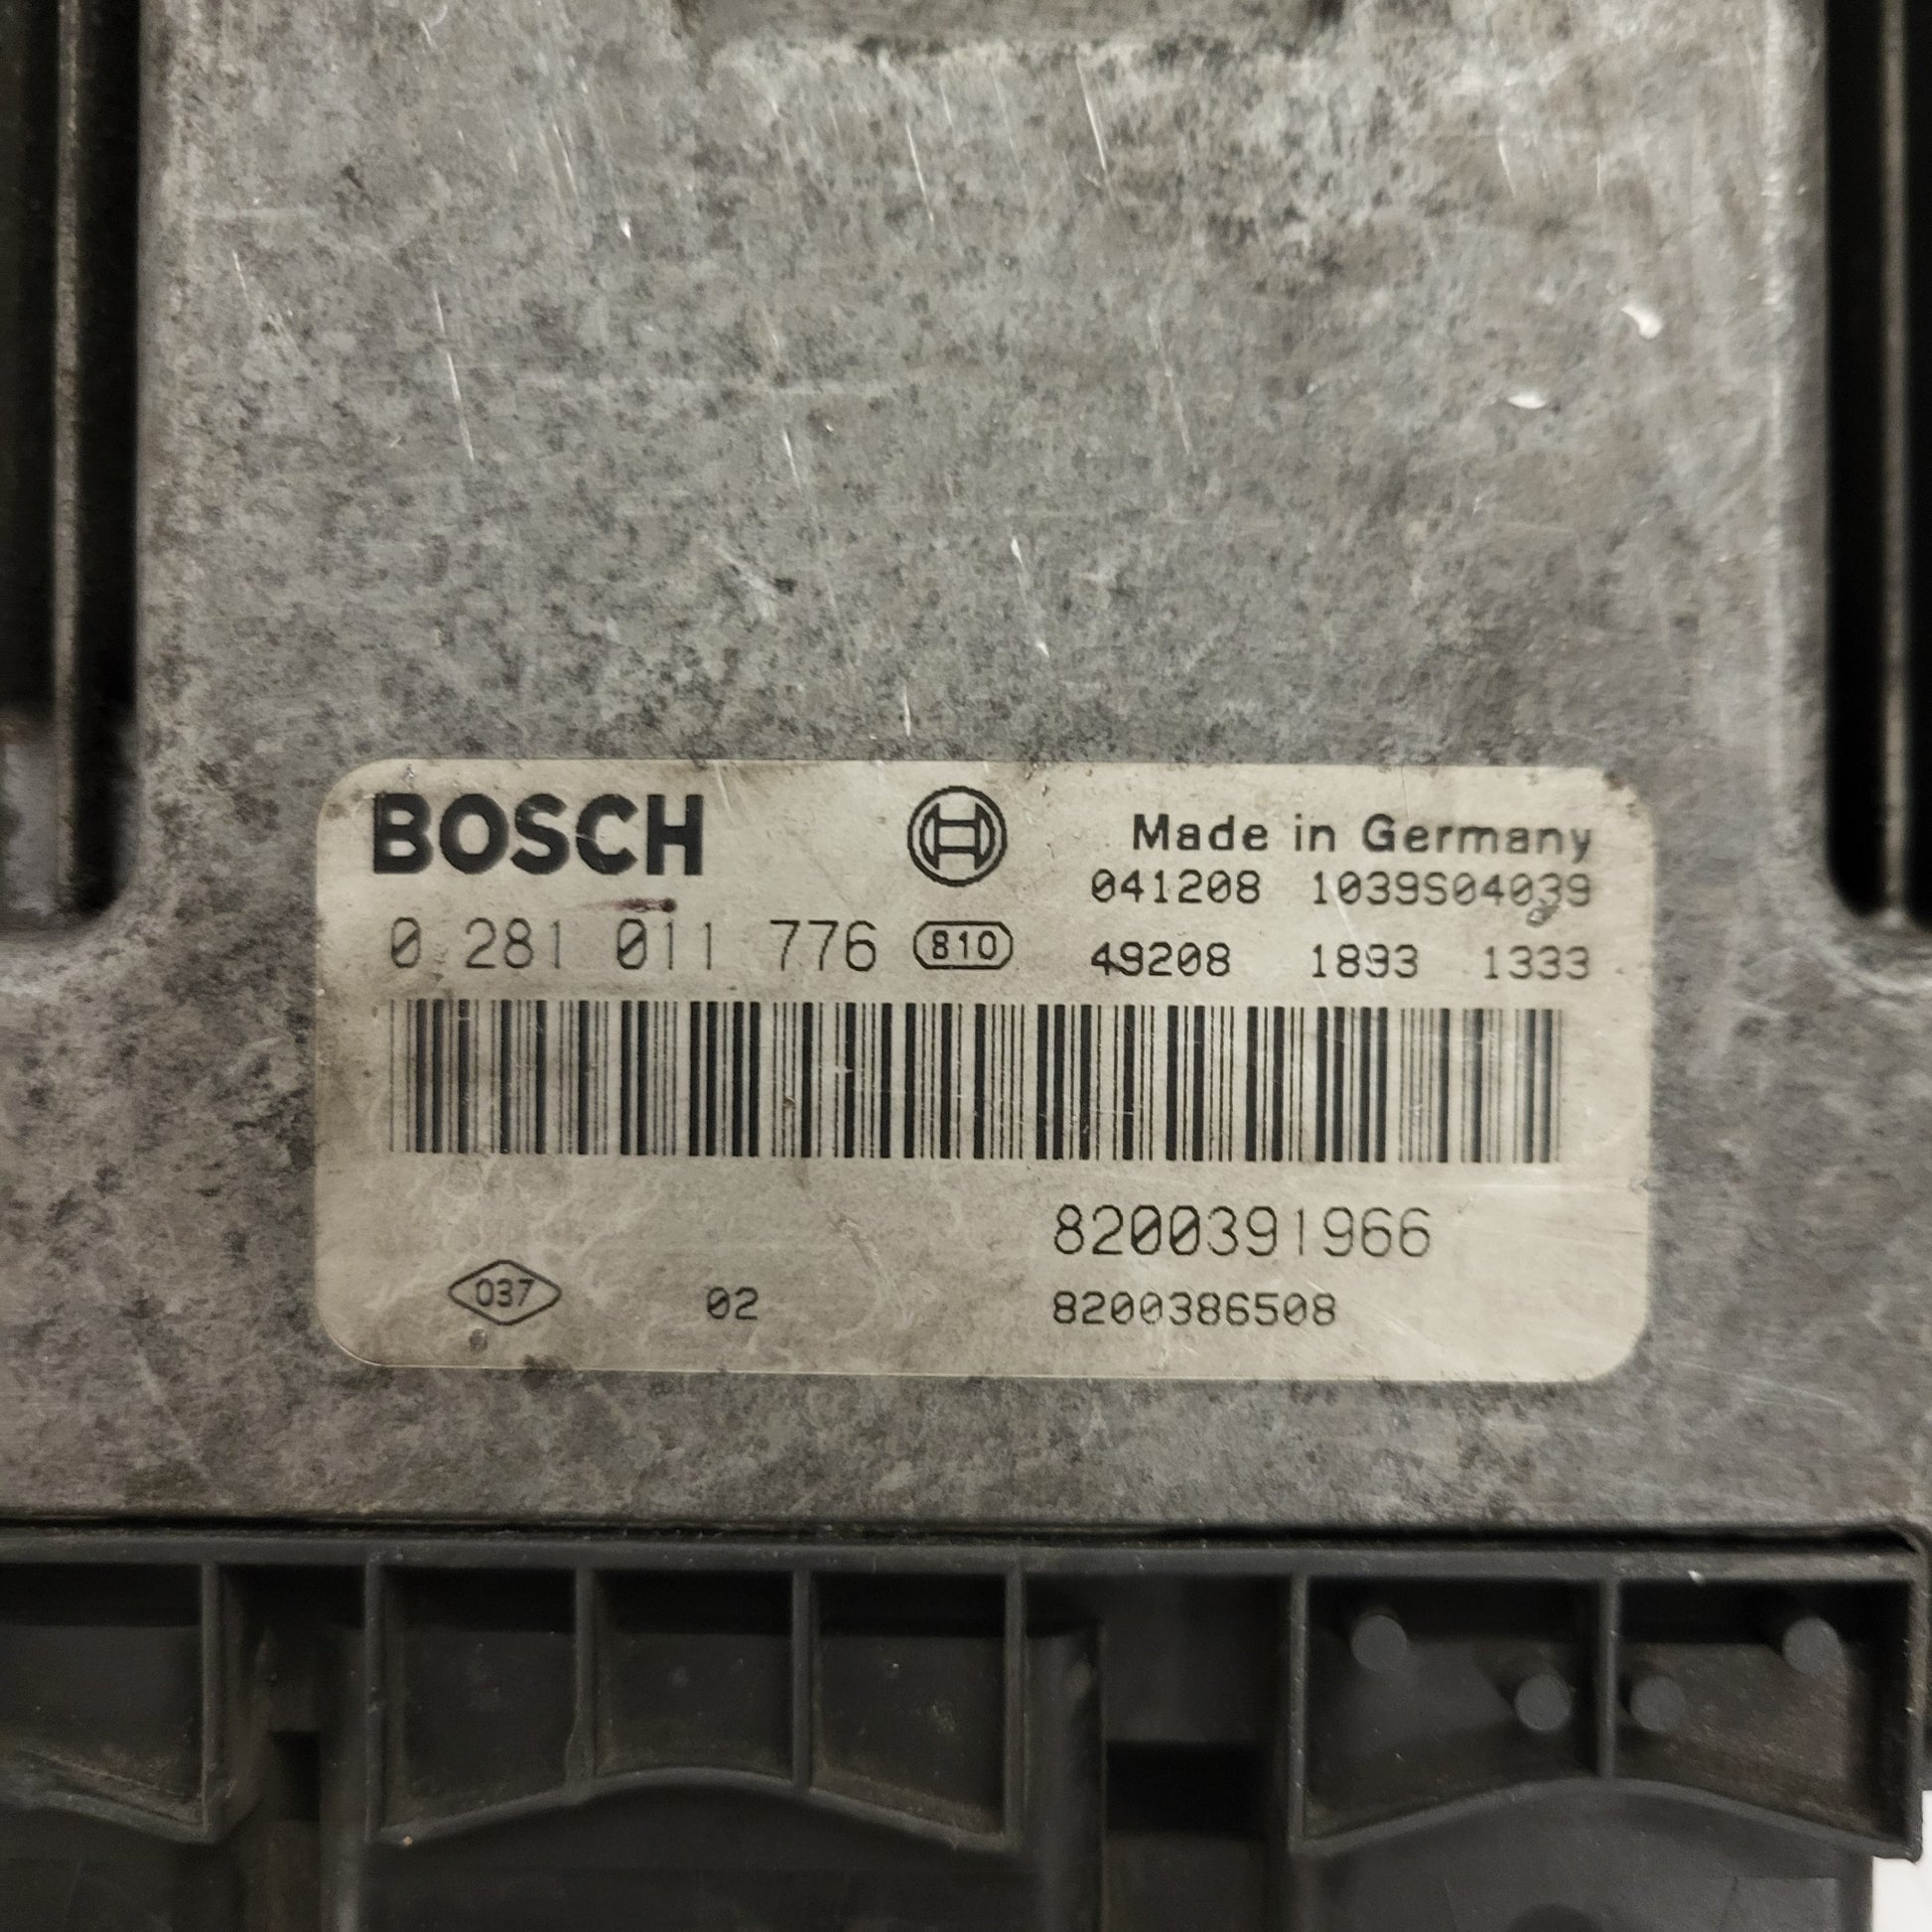 BOSCH
Made in Germany
041208 1039S04039
0 281 011 776 810
49208 1893 1333
8200391966
037 02 8200386508